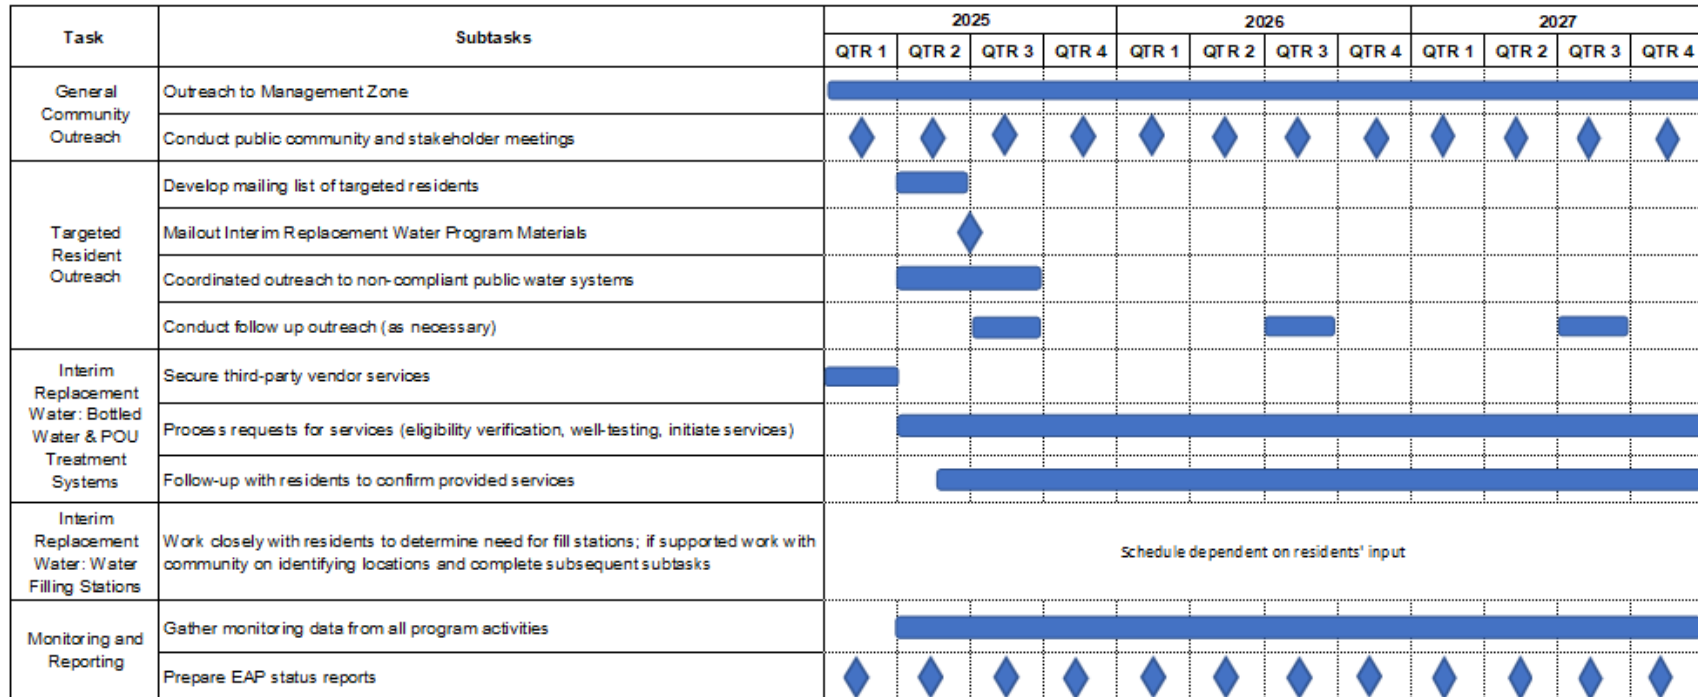 Task
Subtasks
2025
2026
2027
QTR 1
QTR 2
QTR 3
QTR 4
QTR 1
QTR 2
QTR 3
QTR 4
QTR 1
QTR 2
QTR 3
QTR 4
General
Community
Outreach
Outreach to Management Zone
Conduct public community and stakeholder meetings
Targeted
Resident
Outreach
Develop mailing list of targeted residents
Mailout Interim Replacement Water Program Materials
Coordinated outreach to non-compliant public water systems
Conduct follow up outreach (as necessary)
Interim
Replacement
Water: Bottled
Water & POU
Treatment
Systems
Secure third-party vendor services
Process requests for services (eligibility verification, well-testing, initiate services)
Follow-up with residents to confirm provided services
Interim
Replacement
Water: Water
Filling Stations
Work closely with residents to determine need for fill stations; if supported work with
community on identifying locations and complete subsequent subtasks
Schedule dependent on residents' input
Monitoring and
Reporting
Gather monitoring data from all program activities
Prepare EAP status reports